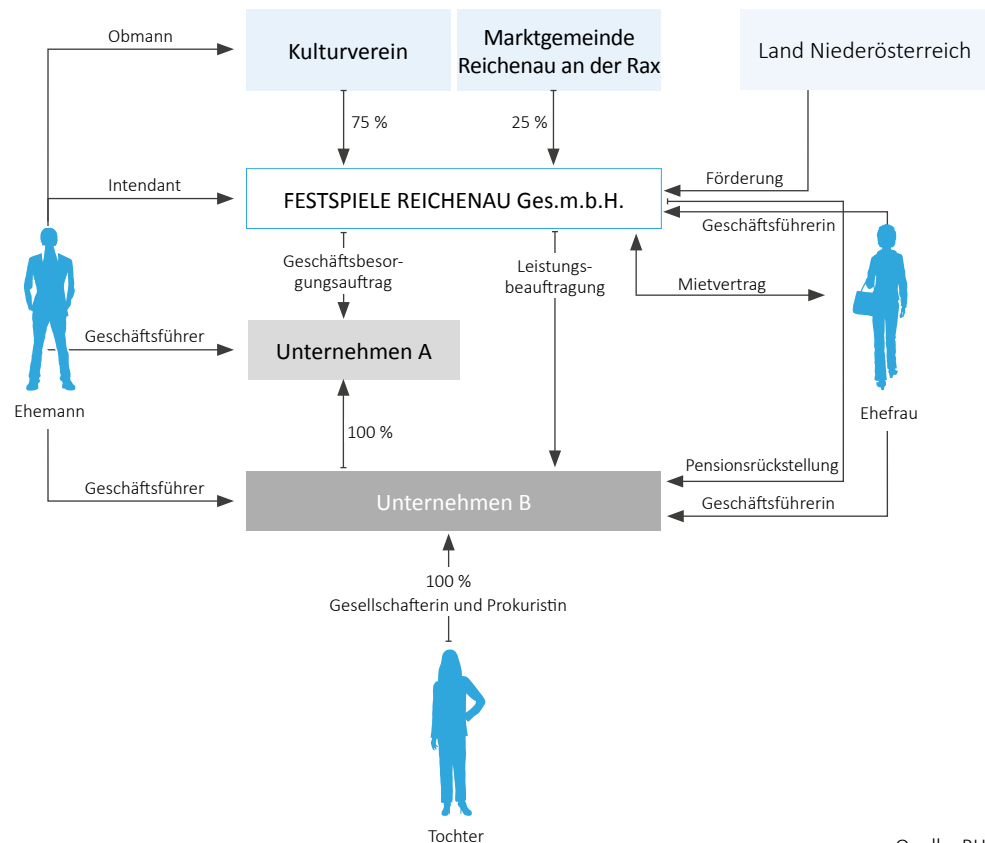 Obmann
Kulturverein
Marktgemeinde
Reichenau an der Rax
Land Niederösterreich
75 %
25 %
Intendant
FESTSPIELE REICHENAU Ges.m.b.H.
Förderung
Geschäftsführerin
Geschäftsbesor-
gungsauftrag
Leistungs-
beauftragung
Mietvertrag
Geschäftsführer
Unternehmen A
Ehemann
Ehefrau
100 %
Pensionsrückstellung
Geschäftsführer
Unternehmen B
Geschäftsführerin
100 %
Gesellschafterin und Prokuristin
Tochter